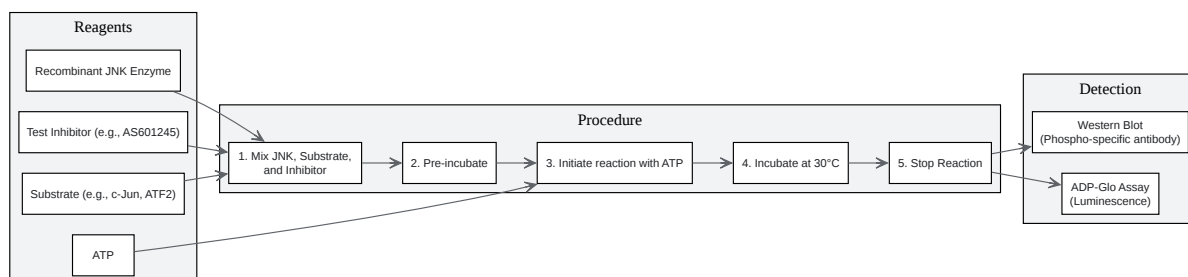 Reagents
Recombinant JNK Enzyme
Test Inhibitor (e.g., AS601245)
Substrate (e.g., c-Jun, ATF2)
ATP
Procedure
1. Mix JNK, Substrate,
and Inhibitor
2. Pre-incubate
3. Initiate reaction with ATP
4. Incubate at 30°C
5. Stop Reaction
Detection
Western Blot
(Phospho-specific antibody)
ADP-Glo Assay
(Luminescence)